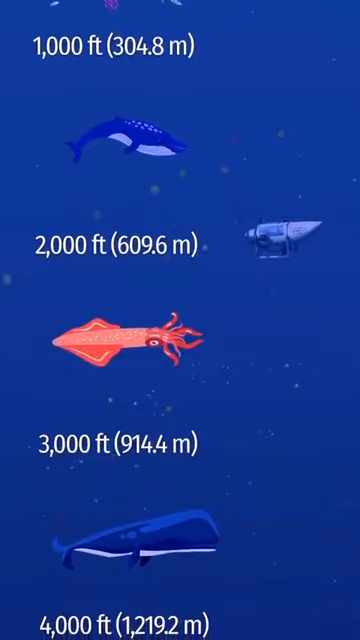 1,000 ft (304.8 m)
2,000 ft (609.6 m)
3,000 ft (914.4 m)
4,000 ft (1,219.2 m)